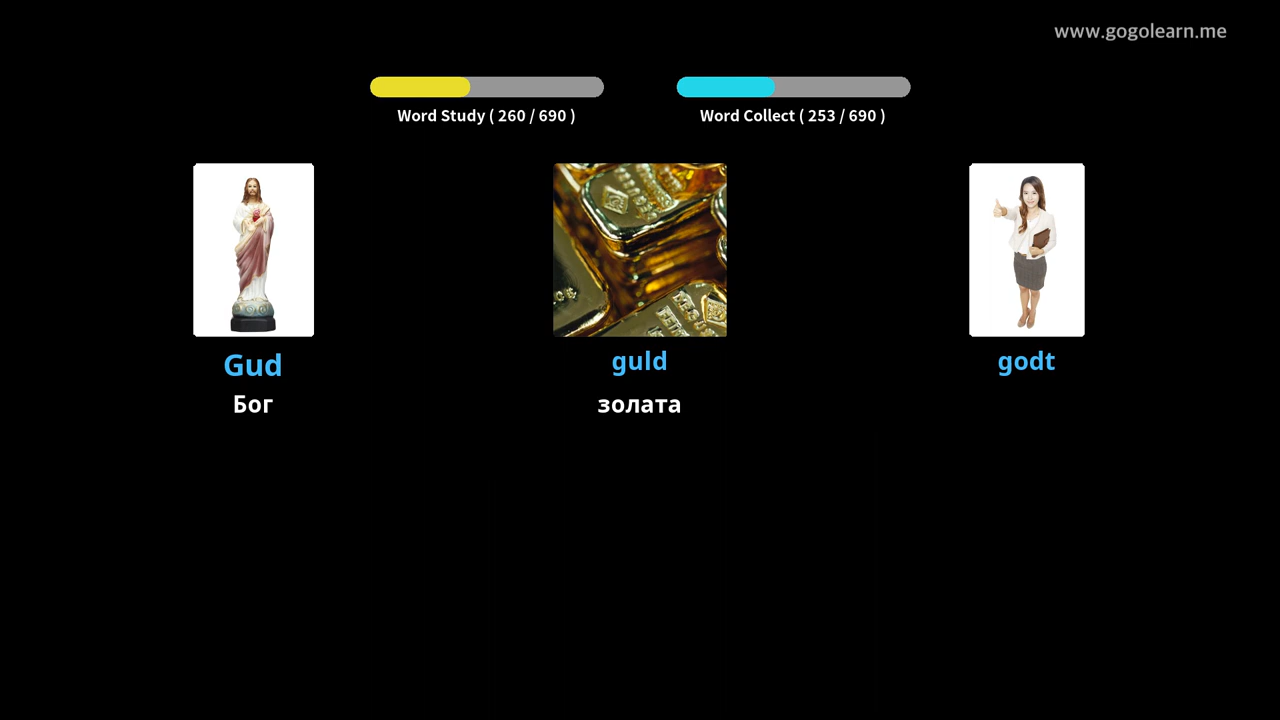 www.gogolearn.me
Word Study ( 260 / 690 )
Word Collect ( 253 / 690 )
Gud
guld
godt
Бог
золата